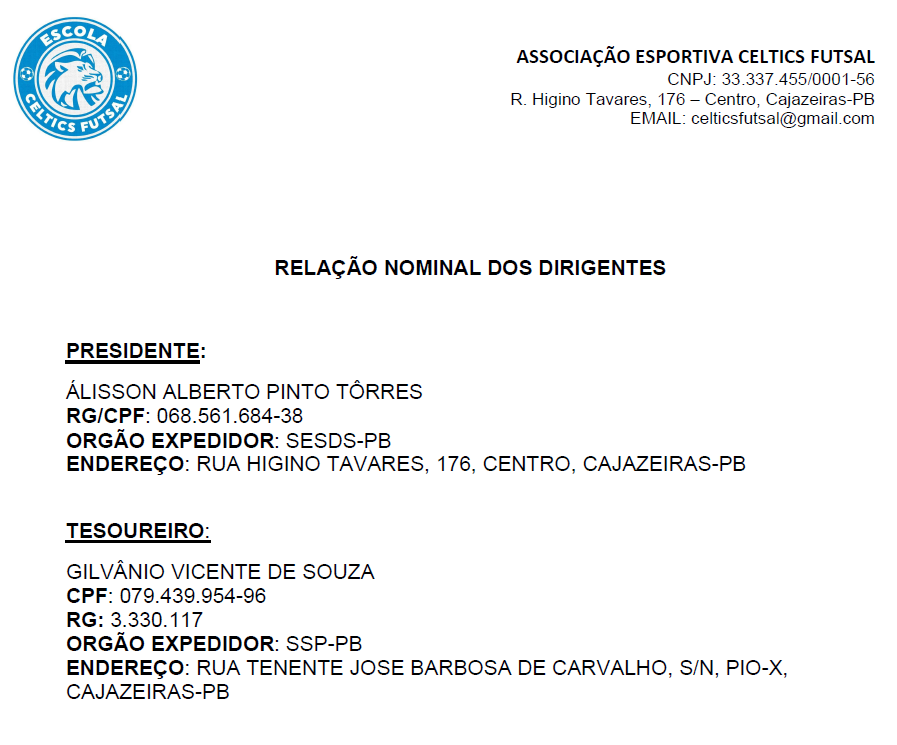 ESCOLA
CELTICS FUTSAL
ASSOCIAÇÃO ESPORTIVA CELTICS FUTSAL
CNPJ: 33.337.455/0001-56
R. Higino Tavares, 176 – Centro, Cajazeiras-PB
EMAIL: celticsfutsal@gmail.com
RELAÇÃO NOMINAL DOS DIRIGENTES
PRESIDENTE:
ÁLISSON ALBERTO PINTO TÔRRES
RG/CPF: 068.561.684-38
ORGÃO EXPEDIDOR: SESDS-PB
ENDEREÇO: RUA HIGINO TAVARES, 176, CENTRO, CAJAZEIRAS-PB
TESOUREIRO:
GILVÂNIO VICENTE DE SOUZA
CPF: 079.439.954-96
RG: 3.330.117
ORGÃO EXPEDIDOR: SSP-PB
ENDEREÇO: RUA TENENTE JOSE BARBOSA DE CARVALHO, S/N, PIO-X,
CAJAZEIRAS-PB